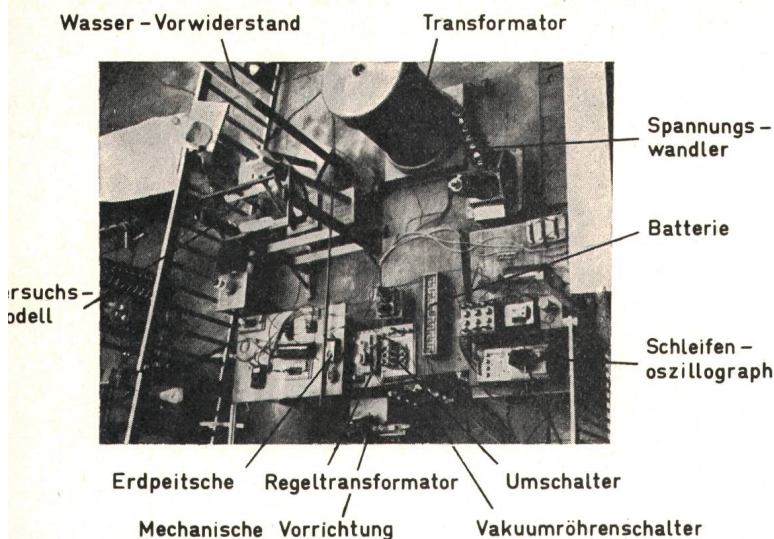 Wasser – Vorwiderstand
Transformator
Spannungs –
wandler
Batterie
ersuchs–
odell
Schleifen –
oszillograph
Erdpeitsche
Regeltransformator
Umschalter
Mechanische Vorrichtung
Vakuumröhrenschalter